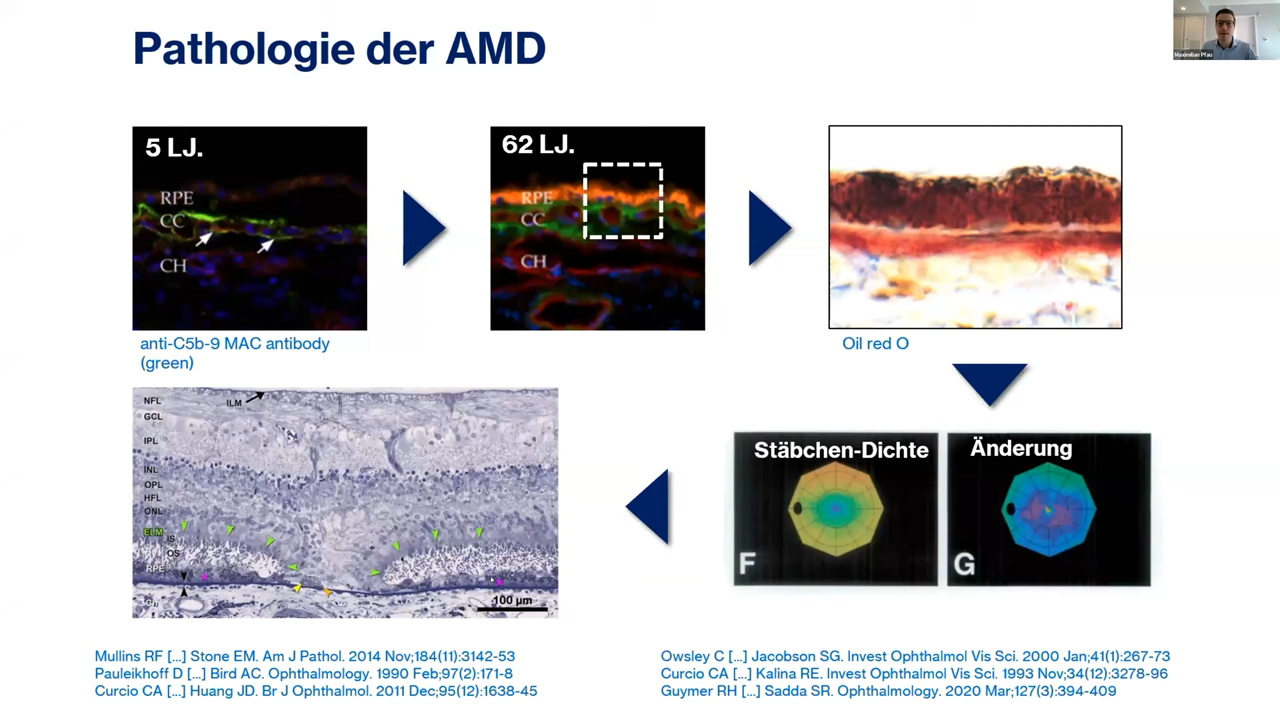 Pathologie der AMD
Maximilian Pfau
5 LJ.
RPE
CC
CH
62 LJ.
RPE
CC
CH
anti-C5b-9 MAC antibody
(green)
Oil red O
NFL
ILM
GCL
IPL
INL
OPL
HFL
ONL
ELM
IS
OS
RPE
100 µm
Stäbchen-Dichte
F
Änderung
G
Mullins RF [...] Stone EM. Am J Pathol. 2014 Nov;184(11):3142-53
Pauleikhoff D [...] Bird AC. Ophthalmology. 1990 Feb;97(2):171-8
Curcio CA [...] Huang JD. Br J Ophthalmol. 2011 Dec;95(12):1638-45
Owsley C [...] Jacobson SG. Invest Ophthalmol Vis Sci. 2000 Jan;41(1):267-73
Curcio CA [...] Kalina RE. Invest Ophthalmol Vis Sci. 1993 Nov;34(12):3278-96
Guymer RH [...] Sadda SR. Ophthalmology. 2020 Mar;127(3):394-409